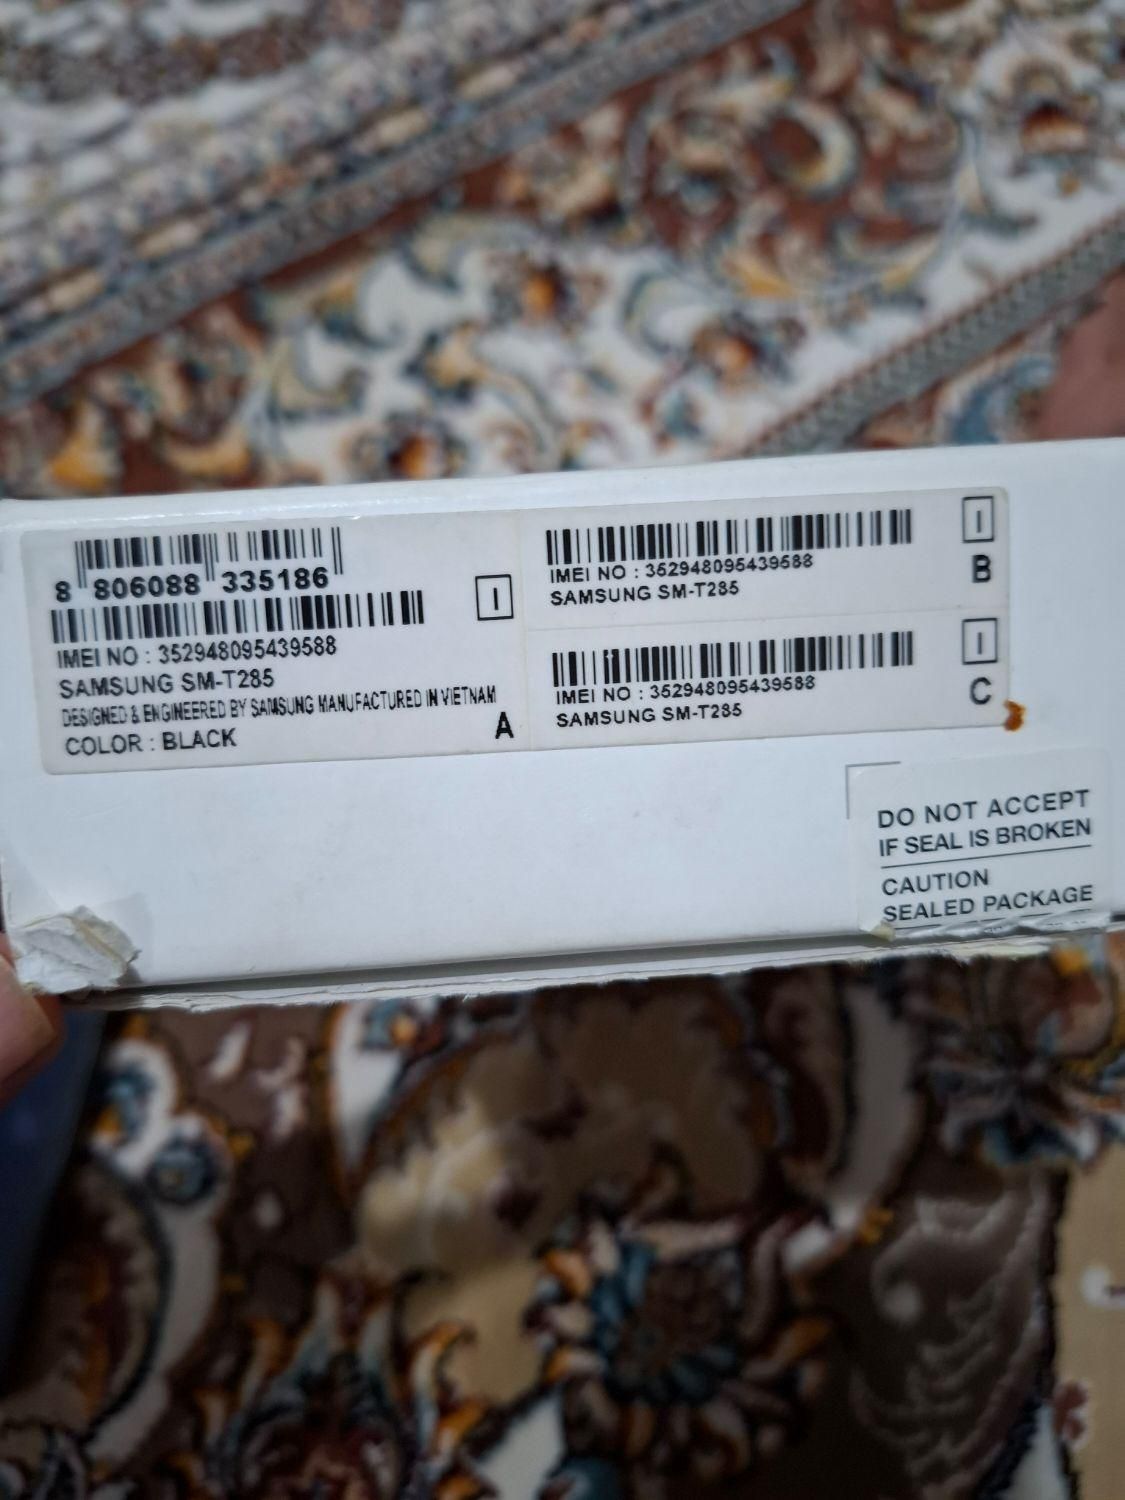 8 806088 335186
IMEI NO : 352948095439588
SAMSUNG SM-T285
DESIGNED & ENGINEERED BY SAMSUNG MANUFACTURED IN VIETNAM
COLOR : BLACK
I
A
IMEI NO : 352948095439588
SAMSUNG SM-T285
I
B
IMEI NO : 352948095439588
SAMSUNG SM-T285
I
C
DO NOT ACCEPT
IF SEAL IS BROKEN
CAUTION
SEALED PACKAGE